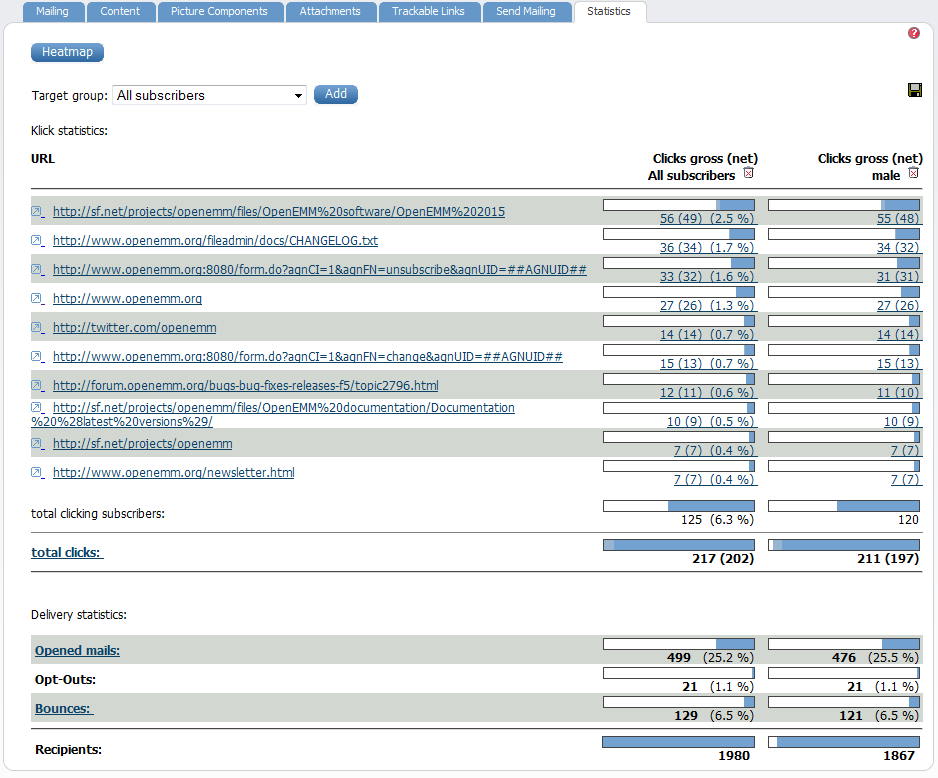 Mailing Content Picture Components Attachments Trackable Links Send Mailing Statistics
?
Heatmap
Target group: All subscribers Add
Klick statistics:
URL Clicks gross (net) Clicks gross (net)
All subscribers male
http://sf.net/projects/openemm/files/OpenEMM%20software/OpenEMM%202015 56 (49) (2.5 %) 55 (48)
http://www.openemm.org/fileadmin/docs/CHANGELOG.txt 36 (34) (1.7 %) 34 (32)
http://www.openemm.org:8080/form.do?agnCI=1&agnFN=unsubscribe&agnUID=##AGNUID## 33 (32) (1.6 %) 31 (31)
http://www.openemm.org 27 (26) (1.3 %) 27 (26)
http://twitter.com/openemm 14 (14) (0.7 %) 14 (14)
http://www.openemm.org:8080/form.do?agnCI=1&agnFN=change&agnUID=##AGNUID## 15 (13) (0.7 %) 15 (13)
http://forum.openemm.org/bugs-bug-fixes-releases-f5/topic2796.html 12 (11) (0.6 %) 11 (10)
http://sf.net/projects/openemm/files/OpenEMM%20documentation/Documentation
%20%28latest%20versions%29/ 10 (9) (0.5 %) 10 (9)
http://sf.net/projects/openemm 7 (7) (0.4 %) 7 (7)
http://www.openemm.org/newsletter.html 7 (7) (0.4 %) 7 (7)
total clicking subscribers: 125 (6.3 %) 120
total clicks: 217 (202) 211 (197)
Delivery statistics:
Opened mails: 499 (25.2 %) 476 (25.5 %)
Opt-Outs: 21 (1.1 %) 21 (1.1 %)
Bounces: 129 (6.5 %) 121 (6.5 %)
Recipients: 1980 1867